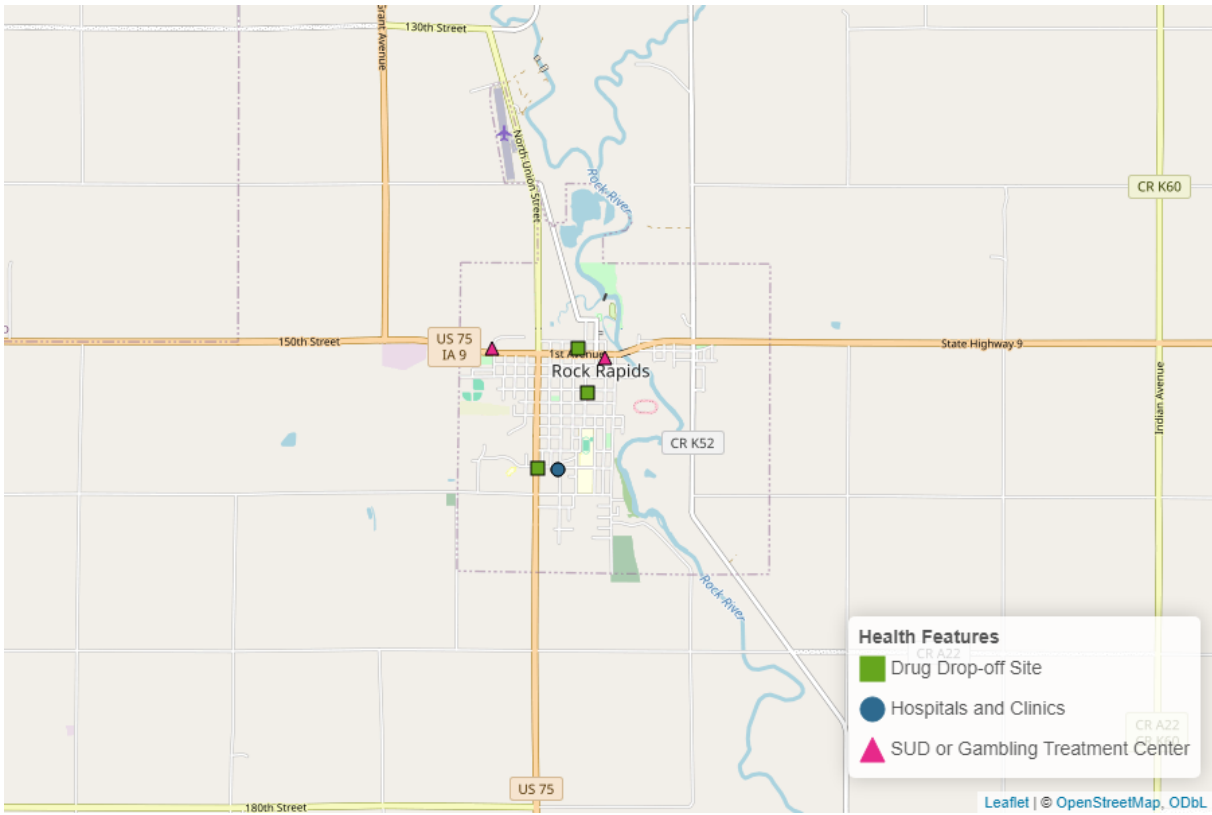 130th Street
Grant Avenue
North Union Street
Rock River
CR K60
150th Street
US 75
IA 9
1st Avenue
State Highway 9
Rock Rapids
Indian Avenue
CR K52
Rock River
Health Features
CR A22
Drug Drop-off Site
Hospitals and Clinics
CR A22
CR K60
SUD or Gambling Treatment Center
US 75
180th Street
Leaflet | © OpenStreetMap, ODbL